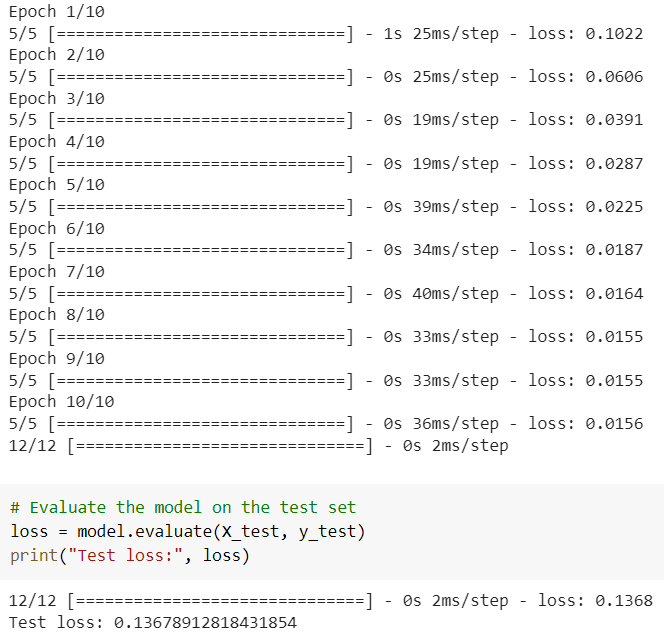 Epoch 1/10
5/5 [==============================] - 1s 25ms/step - loss: 0.1022
Epoch 2/10
5/5 [==============================] - 0s 25ms/step - loss: 0.0606
Epoch 3/10
5/5 [==============================] - 0s 19ms/step - loss: 0.0391
Epoch 4/10
5/5 [==============================] - 0s 19ms/step - loss: 0.0287
Epoch 5/10
5/5 [==============================] - 0s 39ms/step - loss: 0.0225
Epoch 6/10
5/5 [==============================] - 0s 34ms/step - loss: 0.0187
Epoch 7/10
5/5 [==============================] - 0s 40ms/step - loss: 0.0164
Epoch 8/10
5/5 [==============================] - 0s 33ms/step - loss: 0.0155
Epoch 9/10
5/5 [==============================] - 0s 33ms/step - loss: 0.0155
Epoch 10/10
5/5 [==============================] - 0s 36ms/step - loss: 0.0156
12/12 [==============================] - 0s 2ms/step
# Evaluate the model on the test set
loss = model.evaluate(X_test, y_test)
print("Test loss:", loss)
12/12 [==============================] - 0s 2ms/step - loss: 0.1368
Test loss: 0.13678912818431854